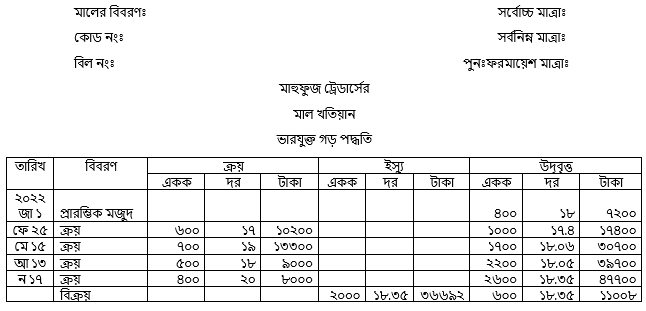 মালের বিবরণঃ সর্বোচ্চ মাত্রাঃ
কোড নংঃ সর্বনিম্ন মাত্রাঃ
বিল নংঃ পুনঃফরমায়েশ মাত্রাঃ
মাহুফুজ ট্রেডার্সের
মাল খতিয়ান
ভারযুক্ত গড় পদ্ধতি
তারিখ বিবরণ ক্রয় ইস্যু উদ্বৃত্ত
একক দর টাকা একক দর টাকা একক দর টাকা
২০২২
জা ১ প্রারম্ভিক মজুদ ৪০০ ১৮ ৭২০০
ফে ২৫ ক্রয় ৬০০ ১৭ ১০২০০ ১০০০ ১৭.৪ ১৭৪০০
মে ১৫ ক্রয় ৭০০ ১৯ ১৩৩০০ ১৭০০ ১৮.০৬ ৩০৭০০
আ ১৩ ক্রয় ৫০০ ১৮ ৯০০০ ২২০০ ১৮.০৫ ৩৯৭০০
ন ১৭ ক্রয় ৪০০ ২০ ৮০০০ ২৬০০ ১৮.৩৫ ৪৭৭০০
বিক্রয় ২০০০ ১৮.৩৫ ৩৬৬৯২ ৬০০ ১৮.৩৫ ১১০০৮